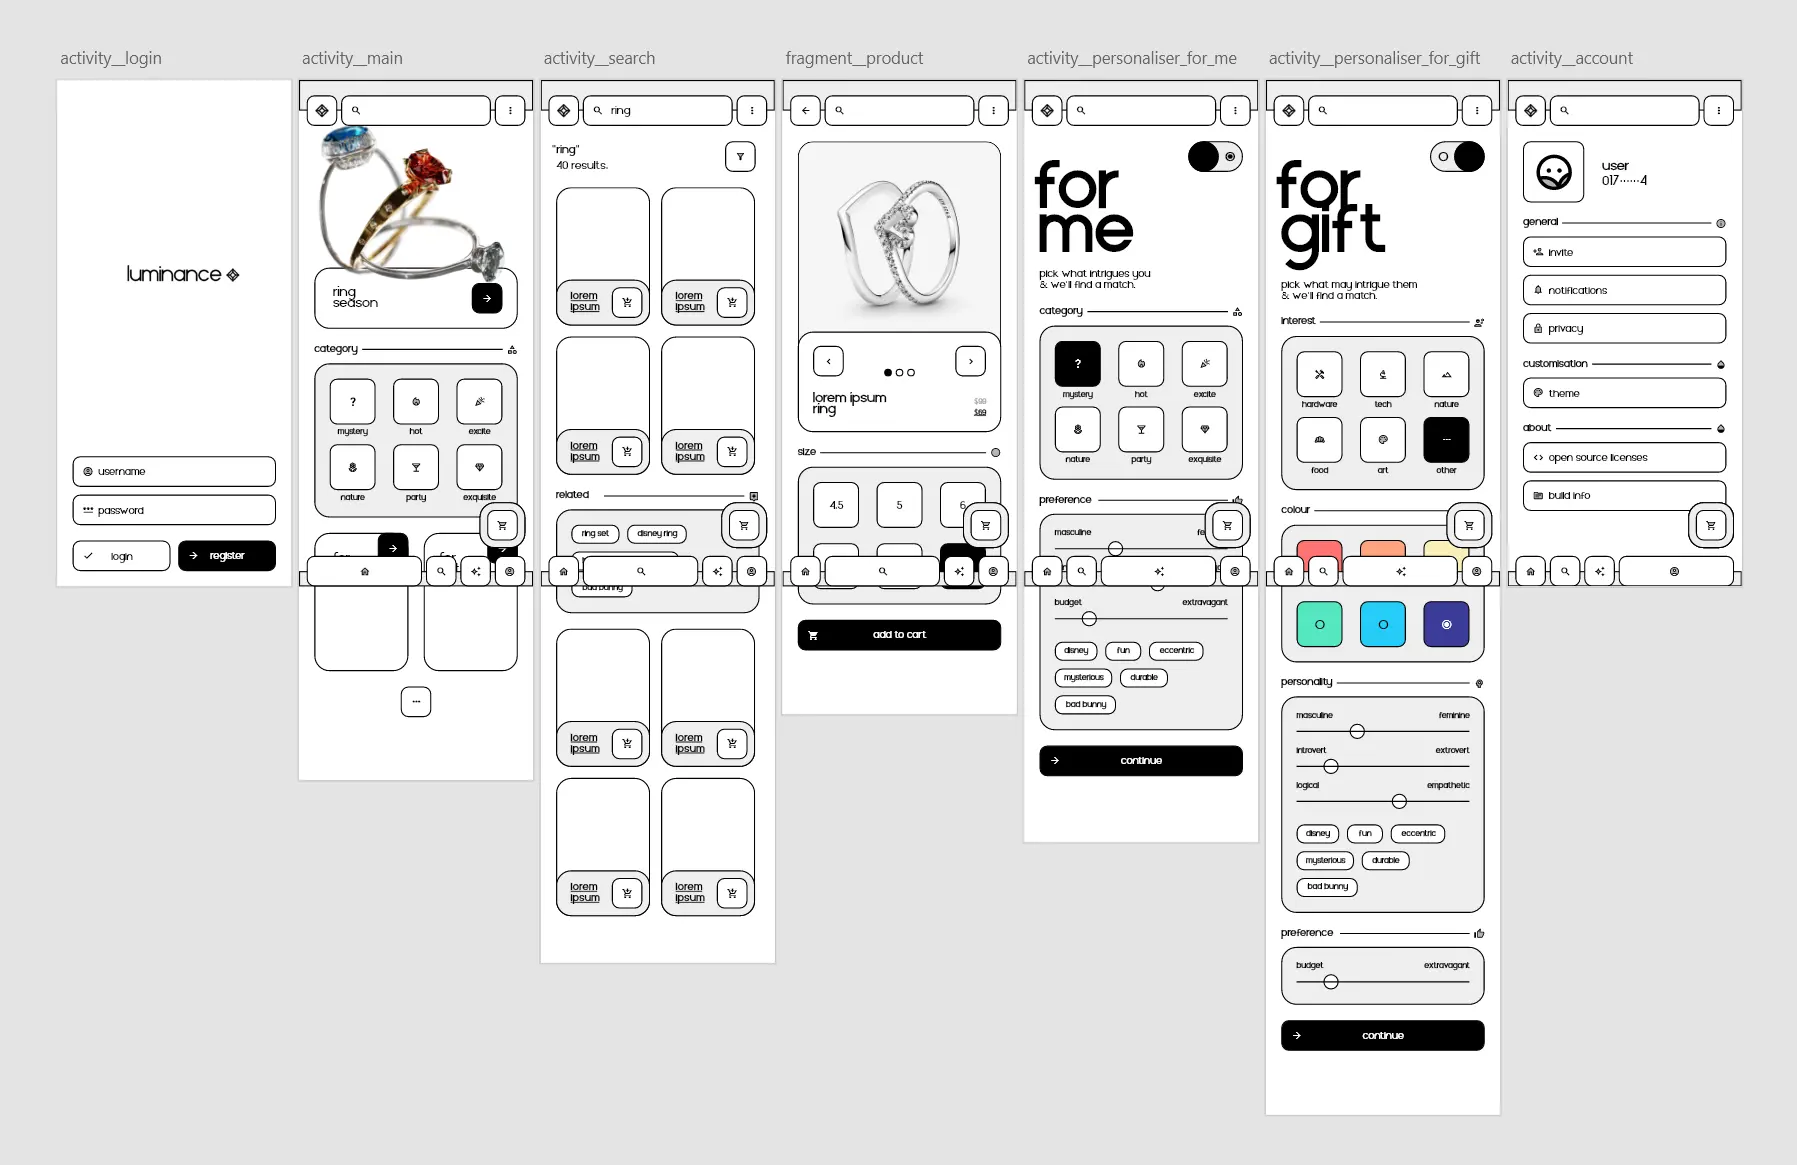 activity__login
luminance
username
password
login
register
activity__main
ring
season
category
mystery
hot
excite
nature
party
exquisite
for
for
activity__search
ring
"ring"
40 results.
lorem
ipsum
lorem
ipsum
lorem
ipsum
lorem
ipsum
related
ring set
disney ring
bad bunny
lorem
ipsum
lorem
ipsum
lorem
ipsum
lorem
ipsum
fragment__product
lorem ipsum
ring
$99
$69
size
4.5
5
6
add to cart
activity__personaliser_for_me
for
me
pick what intrigues you
& we'll find a match.
category
mystery
hot
excite
nature
party
exquisite
preference
masculine
fe
budget
extravagant
disney
fun
eccentric
mysterious
durable
bad bunny
continue
activity__personaliser_for_gift
for
gift
pick what may intrigue them
& we'll find a match.
interest
hardware
tech
nature
food
art
other
colour
personality
masculine
feminine
introvert
extrovert
logical
empathetic
disney
fun
eccentric
mysterious
durable
bad bunny
preference
budget
extravagant
continue
activity__account
user
017······4
general
invite
notifications
privacy
customisation
theme
about
open source licenses
build info